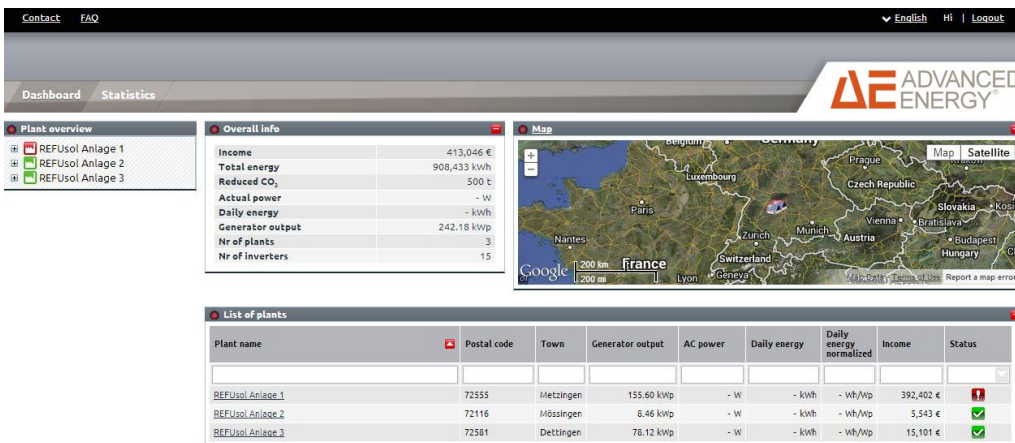 Contact FAQ English Hi | Logout
ADVANCED
ENERGY®
Dashboard Statistics
Plant overview
REFUsol Anlage 1
REFUsol Anlage 2
REFUsol Anlage 3
Overall info
Income 413,046 €
Total energy 908,433 kWh
Reduced CO₂ 500 t
Actual power - W
Daily energy - kWh
Generator output 242.18 kWp
Nr of plants 3
Nr of inverters 15
Map
Map Satellite
Belgium Germany
Prague
Luxembourg
Czech Republic
Paris
Slovakia
Vienna Bratislava
Munich
Nantes Zurich Austria
Budapest
Switzerland Hungary
France
Geneva
Lyon
Google
200 km
200 mi
Map Data Terms of Use Report a map error
List of plants
Plant name Postal code Town Generator output AC power Daily energy Daily energy normalized Income Status
REFUsol Anlage 1 72555 Metzingen 155.60 kWp - W - kWh - Wh/Wp 392,402 €
REFUsol Anlage 2 72116 Mössingen 8.46 kWp - W - kWh - Wh/Wp 5,543 €
REFUsol Anlage 3 72581 Dettingen 78.12 kWp - W - kWh - Wh/Wp 15,101 €